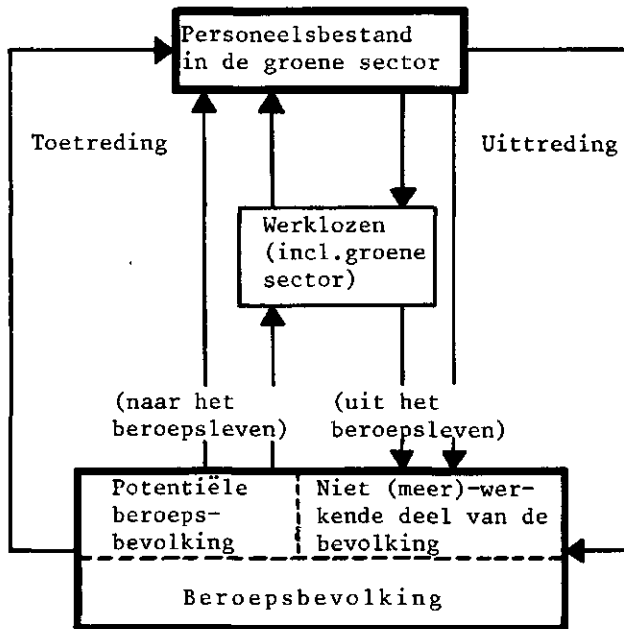 Personeelsbestand
in de groene sector
Toetreding
Uittreding
Werklozen
(incl.groene
sector)
(naar het
beroepsleven)
(uit het
beroepsleven)
Potentiële
beroeps-
bevolking
Niet (meer)-wer-
kende deel van de
bevolking
Beroepsbevolking